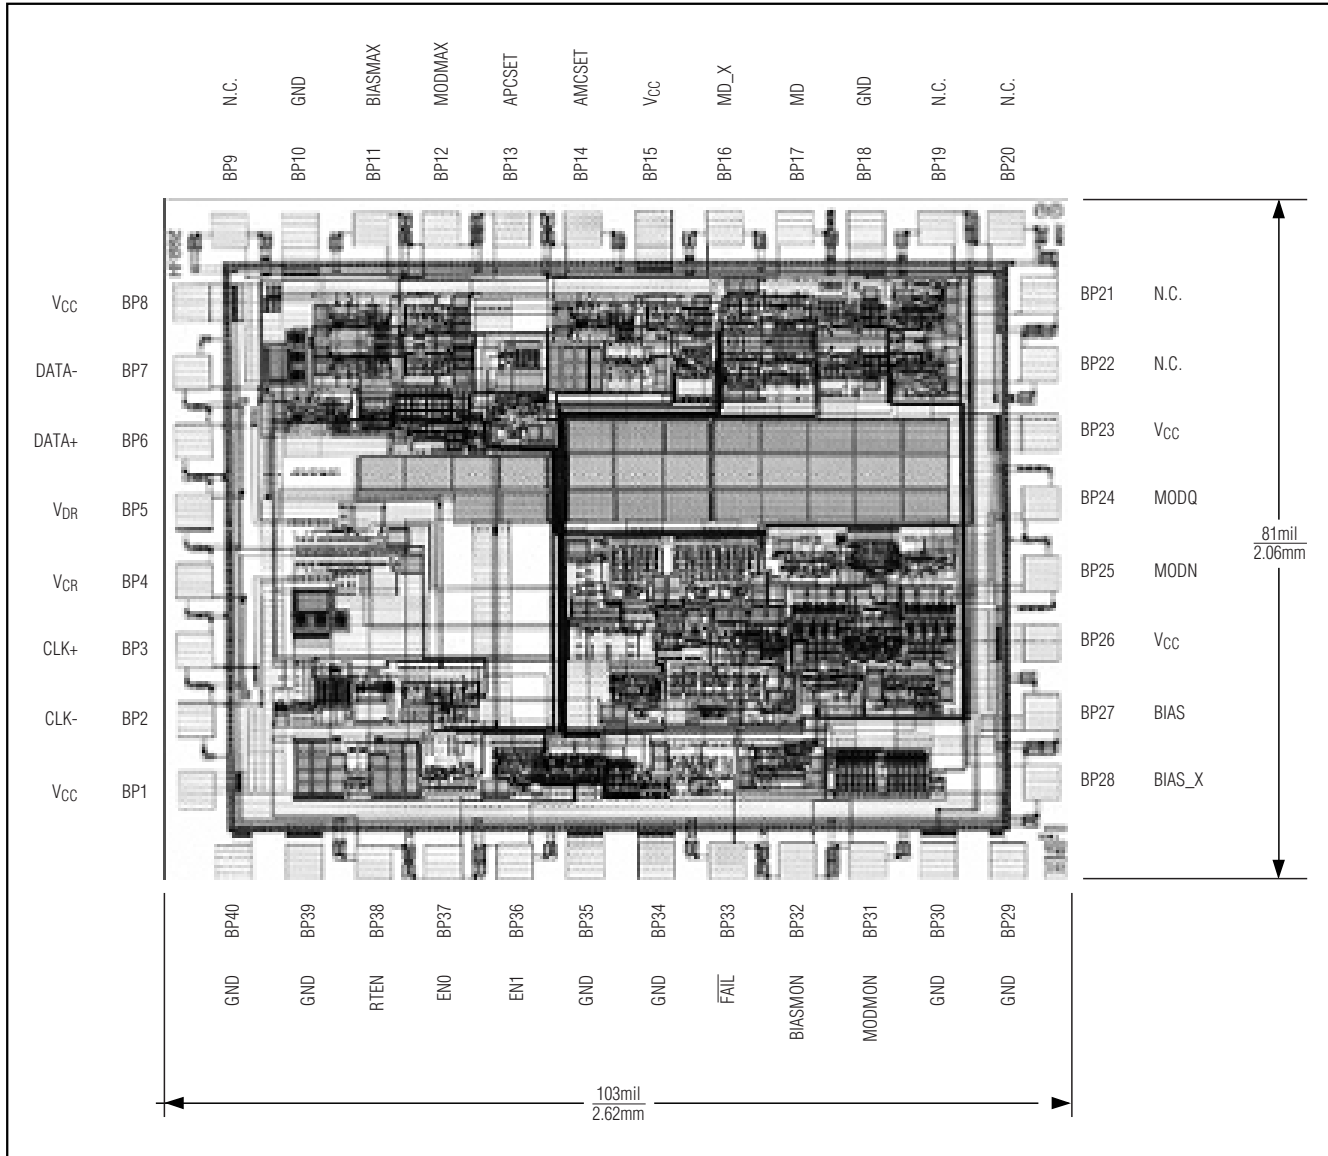 N.C. GND BIASMAX MODMAX APCSET AMCSET VCC MD_X MD GND N.C. N.C.
BP9 BP10 BP11 BP12 BP13 BP14 BP15 BP16 BP17 BP18 BP19 BP20
VCC BP8
DATA- BP7
DATA+ BP6
VDR BP5
VCR BP4
CLK+ BP3
CLK- BP2
VCC BP1
BP21 N.C.
BP22 N.C.
BP23 VCC
BP24 MODQ
BP25 MODN
BP26 VCC
BP27 BIAS
BP28 BIAS_X
81mil
2.06mm
BP40 BP39 BP38 BP37 BP36 BP35 BP34 BP33 BP32 BP31 BP30 BP29
GND GND RTEN EN0 EN1 GND GND FAIL BIASMON MODMON GND GND
103mil
2.62mm